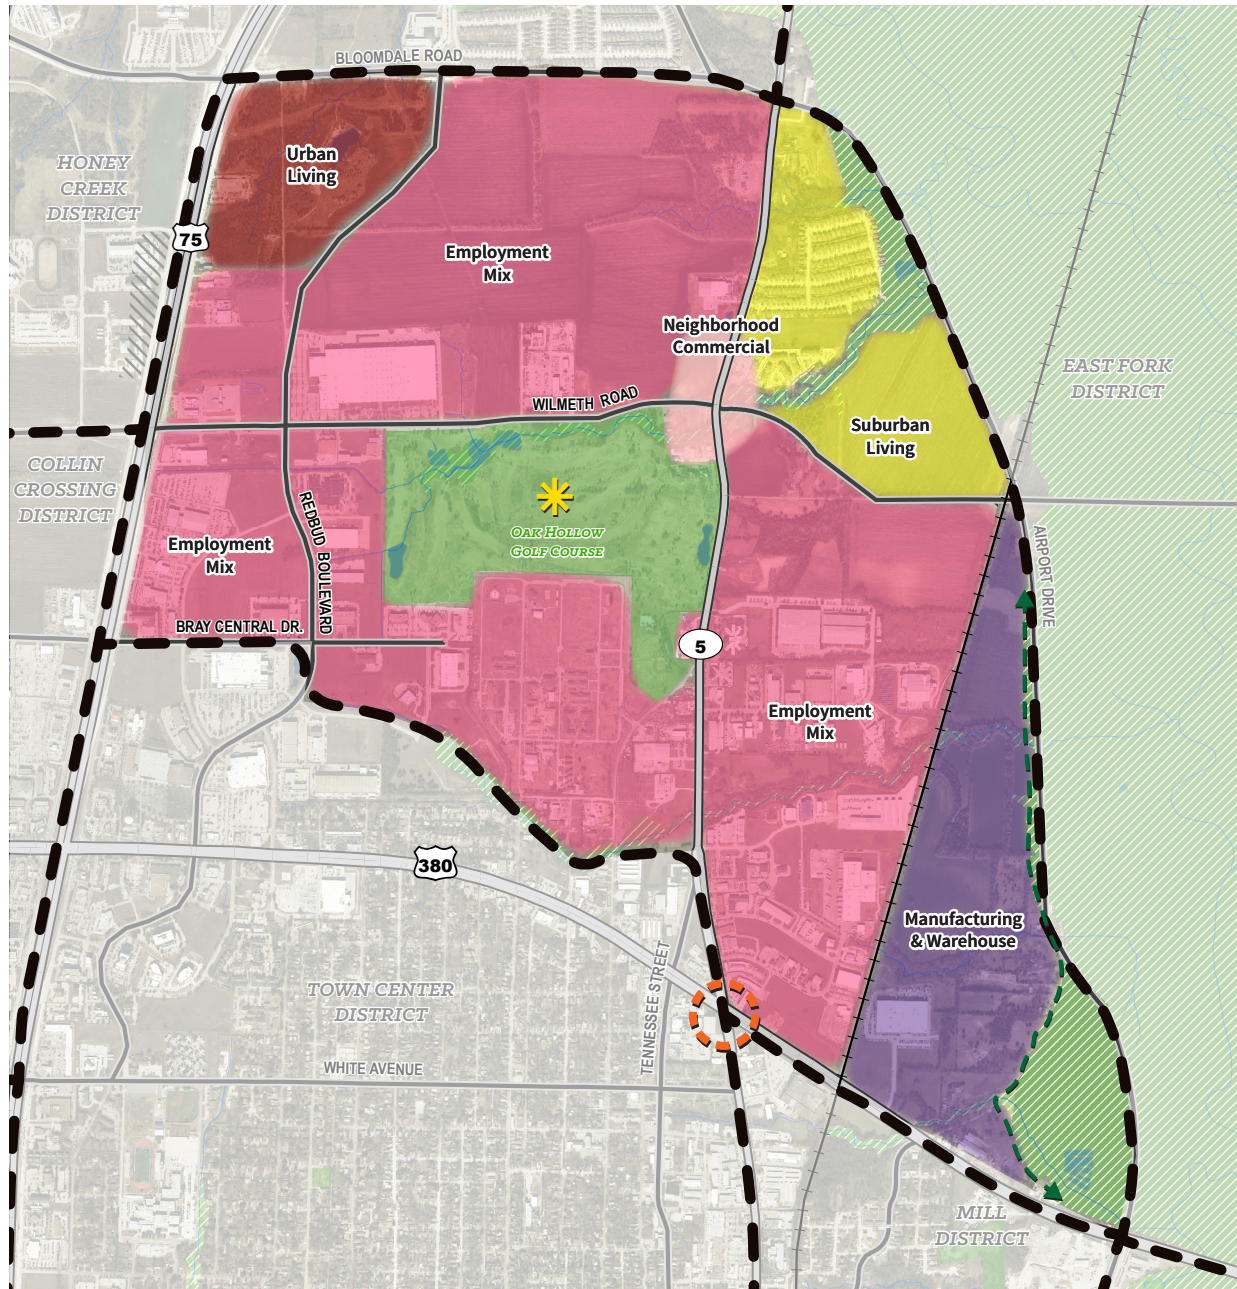 BLOOMDALE ROAD
Urban
Living
HONEY
CREEK
DISTRICT
75
Employment
Mix
Neighborhood
Commercial
EAST FORK
DISTRICT
WILMETH ROAD
Suburban
Living
COLLIN
CROSSING
DISTRICT
REDBUD BOULEVARD
Oak Hollow
Golf Course
Employment
Mix
AIRPORT DRIVE
BRAY CENTRAL DR.
5
Employment
Mix
380
Manufacturing
& Warehouse
TENNESSEE STREET
TOWN CENTER
DISTRICT
WHITE AVENUE
MILL
DISTRICT